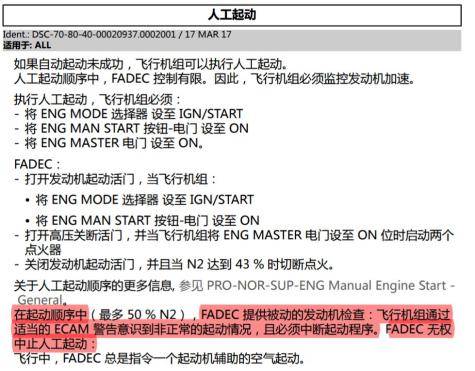 人工起动
Ident.: DSC-70-80-40-00020937.0002001 / 17 MAR 17
适用于: ALL
如果自动起动未成功，飞行机组可以执行人工起动。
人工起动顺序中，FADEC 控制有限。因此，飞行机组必须监控发动机加速。
执行人工起动，飞行机组必须：
- 将 ENG MODE 选择器 设至 IGN/START
- 将 ENG MAN START 按钮-电门 设至 ON
- 将 ENG MASTER 电门 设至 ON。
FADEC：
- 打开发动机起动活门，当飞行机组：
• 将 ENG MODE 选择器 设至 IGN/START
• 将 ENG MAN START 按钮-电门 设至 ON
- 打开高压关断活门，并当飞行机组将 ENG MASTER 电门设至 ON 位时启动两个
点火器
- 关闭发动机起动活门，并且当 N2 达到 43 % 时切断点火。
关于人工起动顺序的更多信息, 参见 PRO-NOR-SUP-ENG Manual Engine Start -
General。
在起动顺序中（最多 50 % N2），FADEC 提供被动的发动机检查：飞行机组通过
适当的 ECAM 警告意识到非正常的起动情况，且必须中断起动程序。FADEC 无权
中止人工起动：
飞行中，FADEC 总是指令一个起动机辅助的空气起动。